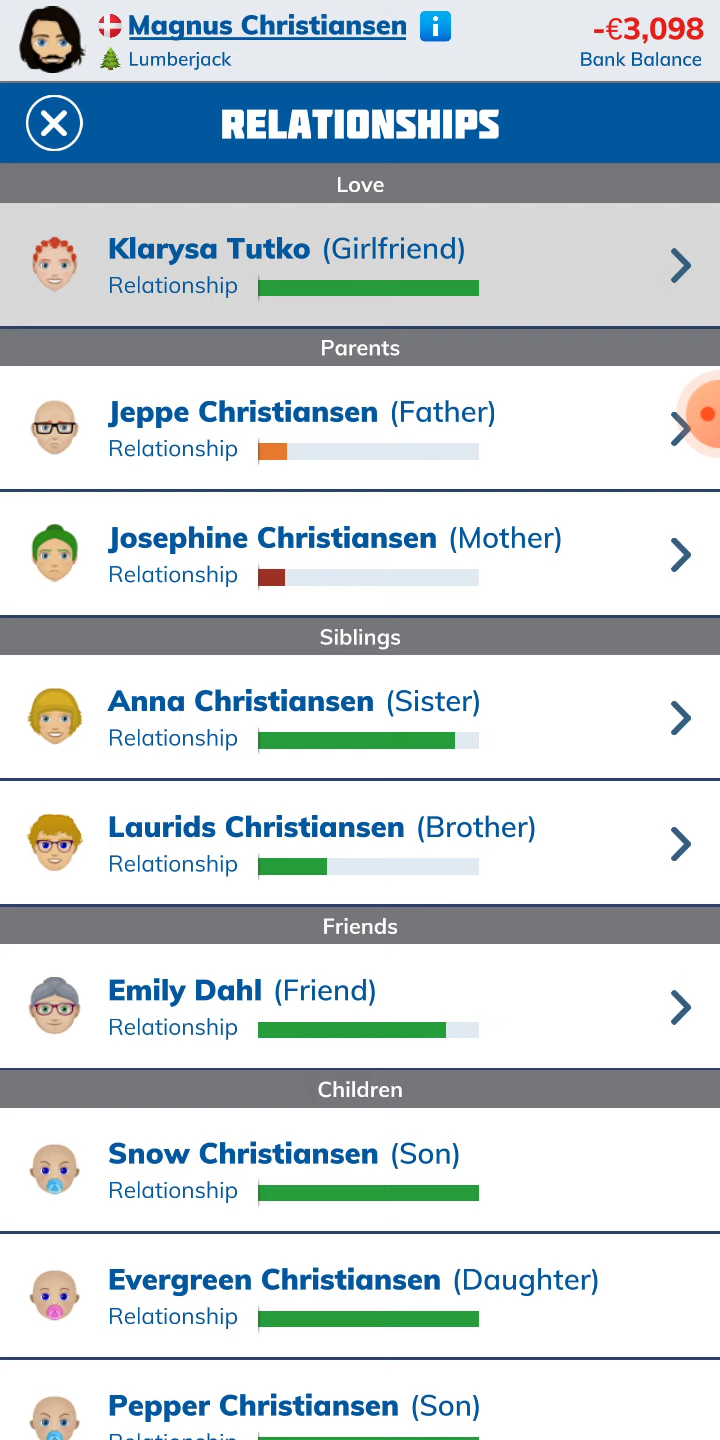 Magnus Christiansen
-€3,098
Lumberjack
Bank Balance
RELATIONSHIPS
Love
Klarysa Tutko (Girlfriend)
Relationship
Parents
Jeppe Christiansen (Father)
Relationship
Josephine Christiansen (Mother)
Relationship
Siblings
Anna Christiansen (Sister)
Relationship
Laurids Christiansen (Brother)
Relationship
Friends
Emily Dahl (Friend)
Relationship
Children
Snow Christiansen (Son)
Relationship
Evergreen Christiansen (Daughter)
Relationship
Pepper Christiansen (Son)
Relationship